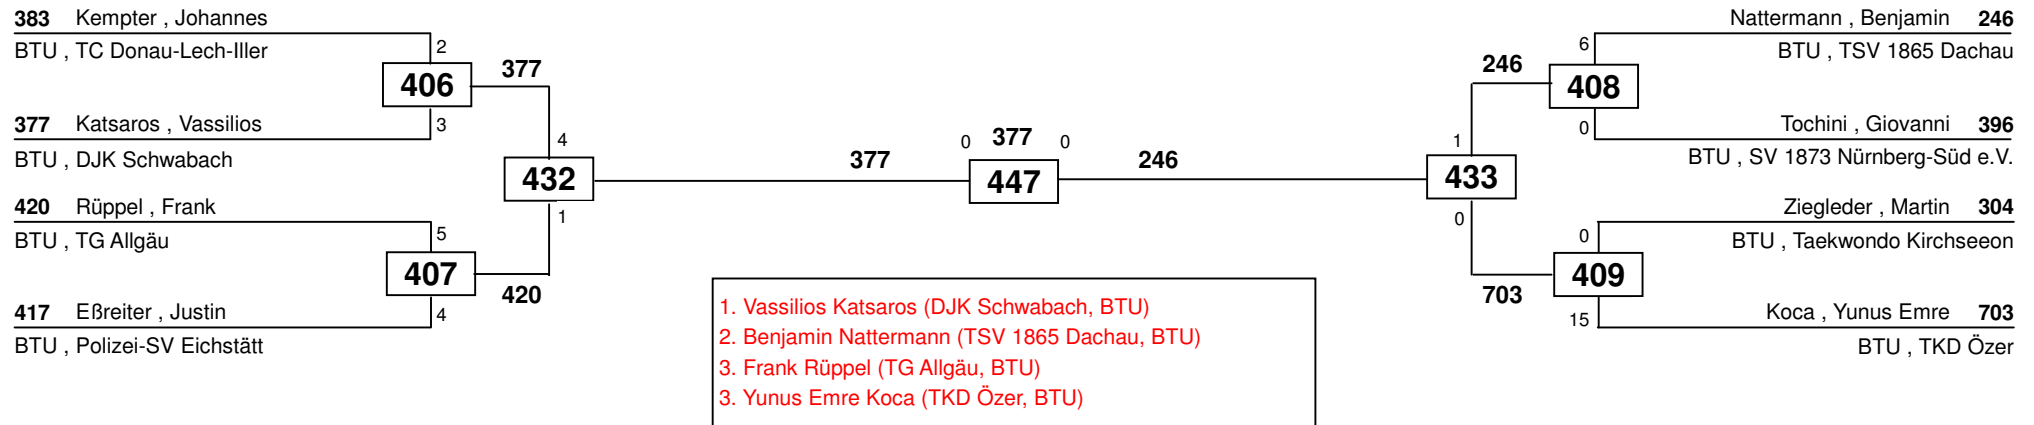 383 Kempter , Johannes
BTU , TC Donau-Lech-Iller
2
406
377
377 Katsaros , Vassilios
3
BTU , DJK Schwabach
4
432
1
420 Rüppel , Frank
BTU , TG Allgäu
5
407
420
417 Eßreiter , Justin
4
BTU , Polizei-SV Eichstätt
377
0 377 0
447
246
Nattermann , Benjamin 246
BTU , TSV 1865 Dachau
6
246
408
Tochini , Giovanni 396
0
BTU , SV 1873 Nürnberg-Süd e.V.
1
433
0
Ziegleder , Martin 304
BTU , Taekwondo Kirchseeon
0
409
703
Koca , Yunus Emre 703
15
BTU , TKD Özer
1. Vassilios Katsaros (DJK Schwabach, BTU)
2. Benjamin Nattermann (TSV 1865 Dachau, BTU)
3. Frank Rüppel (TG Allgäu, BTU)
3. Yunus Emre Koca (TKD Özer, BTU)